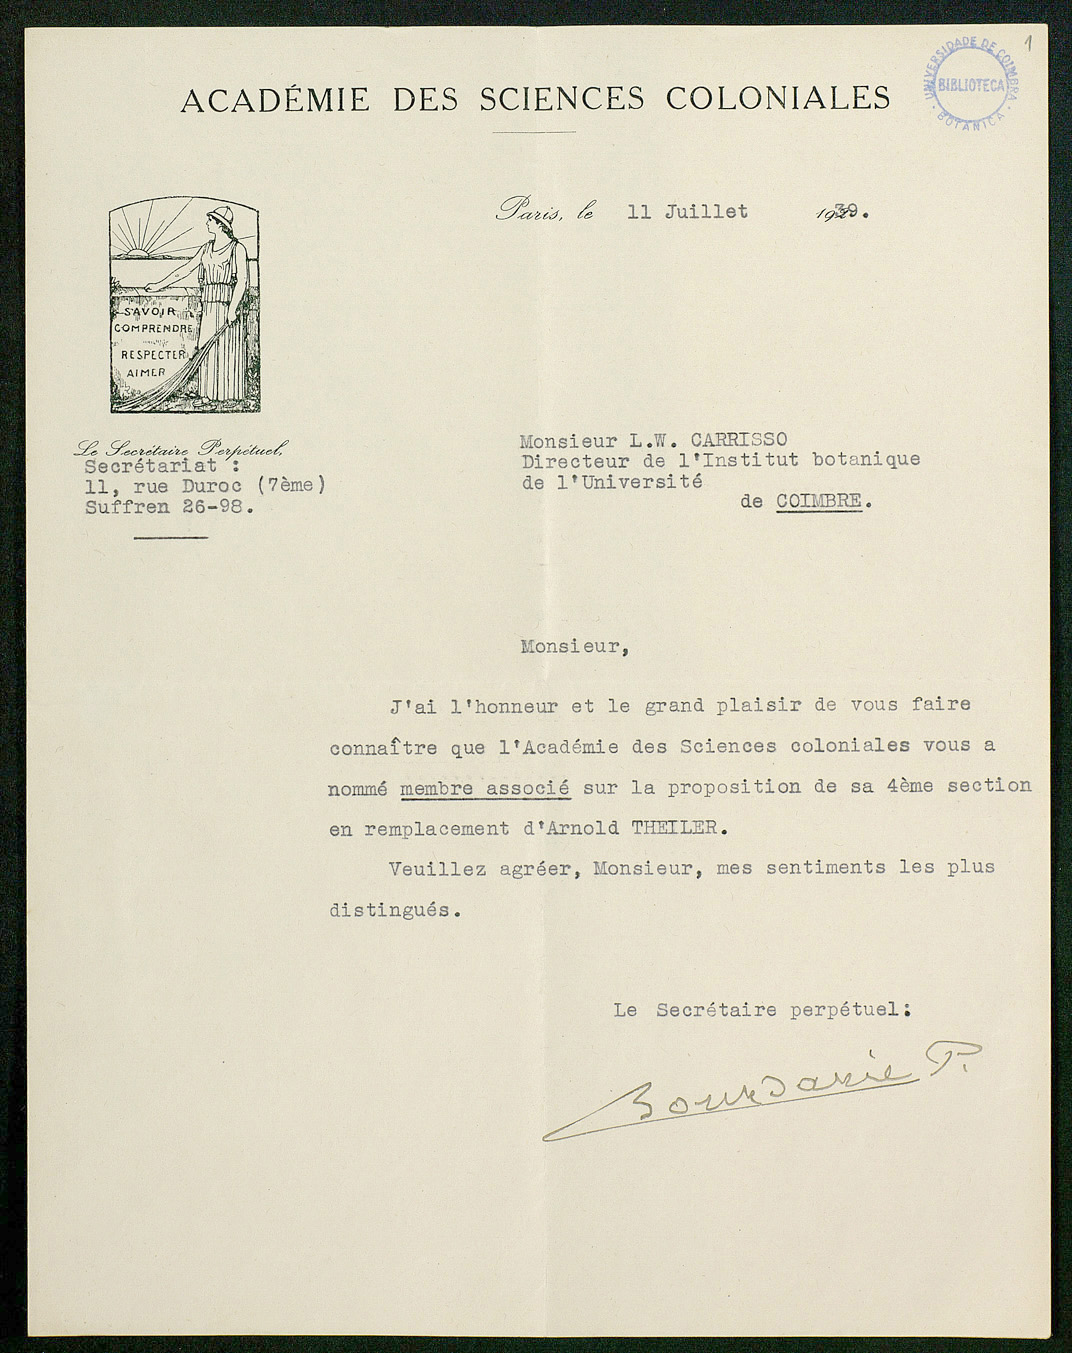 UNIVERSIDADE DE COIMBRA
BIBLIOTECA
BOTANICA
1
ACADÉMIE DES SCIENCES COLONIALES
Paris, le 11 Juillet 1939.
SAVOIR
COMPRENDRE
RESPECTER
AIMER
Le Secrétaire Perpétuel,
Secrétariat :
11, rue Duroc (7ème)
Suffren 26-98.
Monsieur L.W. CARRISSO
Directeur de l'Institut botanique
de l'Université
de COIMBRE.
Monsieur,
J'ai l'honneur et le grand plaisir de vous faire
connaître que l'Académie des Sciences coloniales vous a
nommé membre associé sur la proposition de sa 4ème section
en remplacement d'Arnold THEILER.
Veuillez agréer, Monsieur, mes sentiments les plus
distingués.
Le Secrétaire perpétuel:
Bourdarie P.